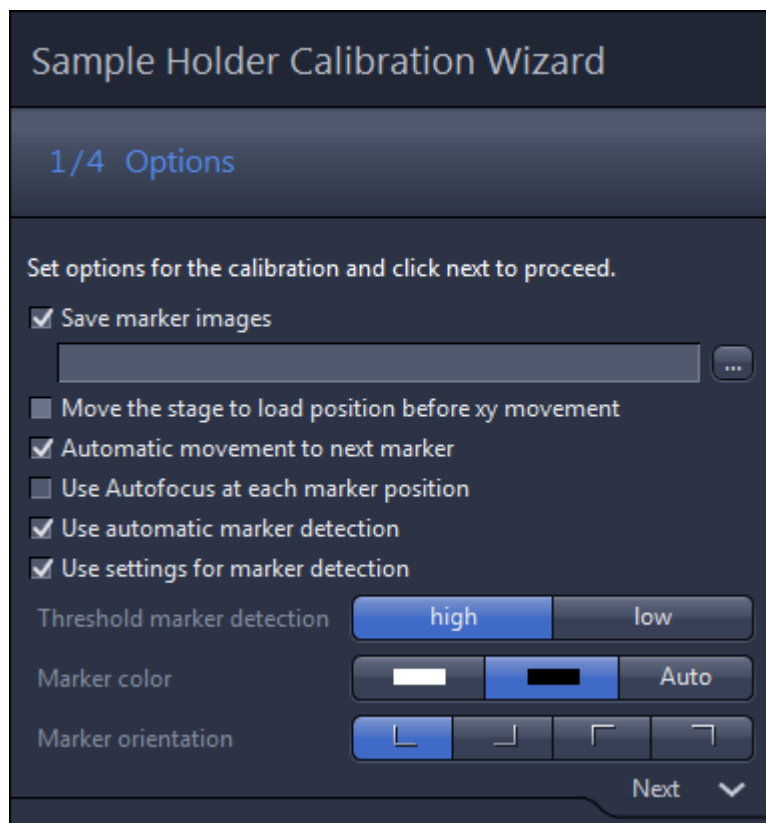 Sample Holder Calibration Wizard
1/4 Options
Set options for the calibration and click next to proceed.
Save marker images
...
Move the stage to load position before xy movement
Automatic movement to next marker
Use Autofocus at each marker position
Use automatic marker detection
Use settings for marker detection
Threshold marker detection high low
Marker color Auto
Marker orientation
Next